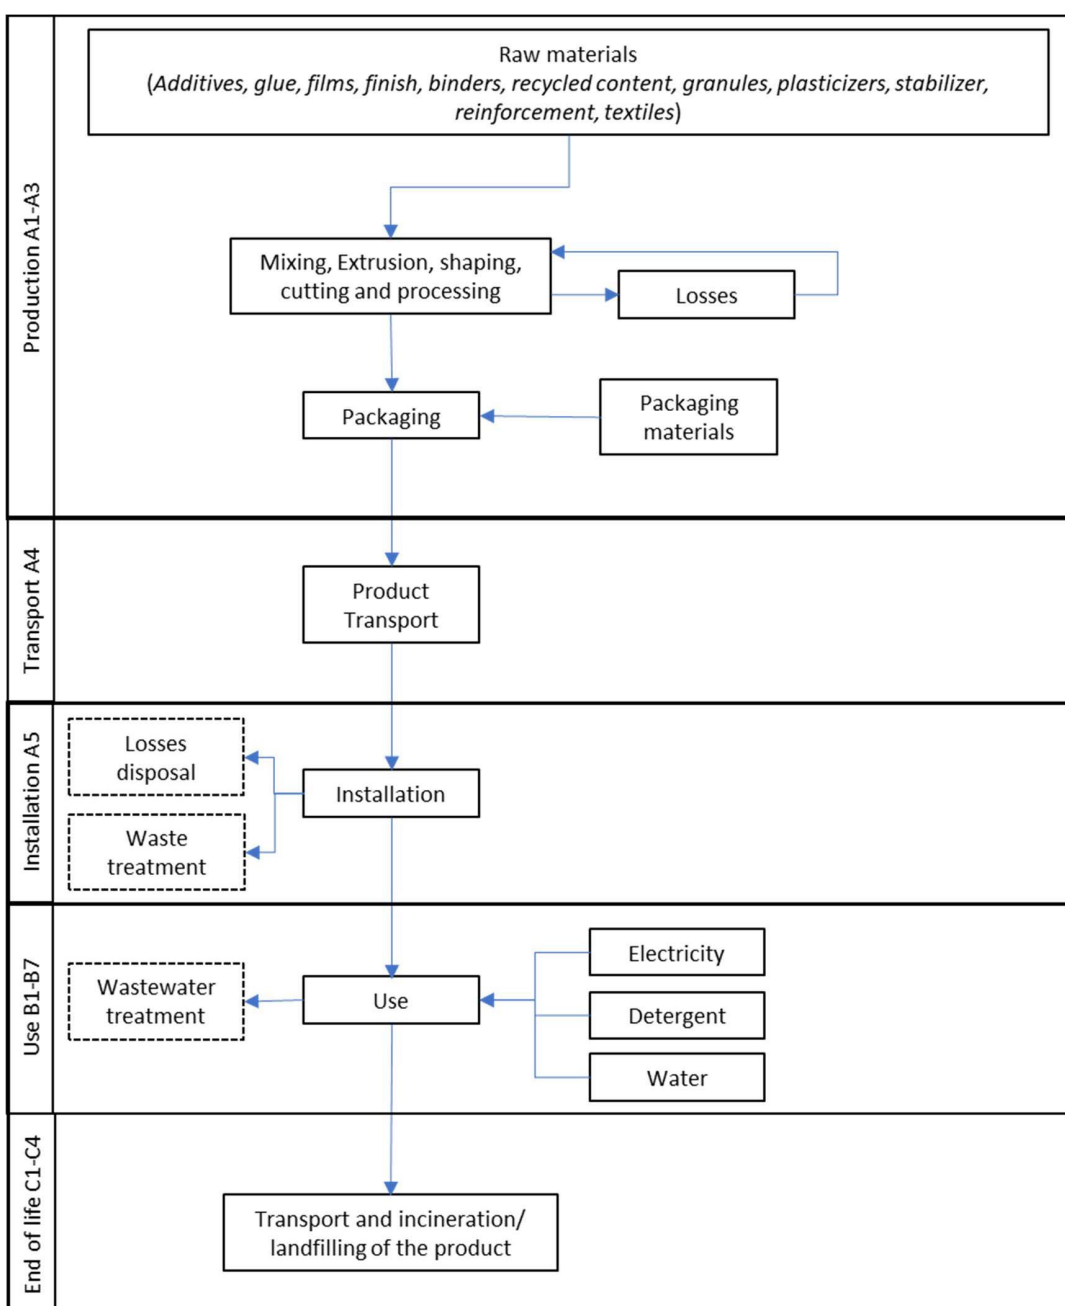 Production A1-A3
Raw materials
(Additives, glue, films, finish, binders, recycled content, granules, plasticizers, stabilizer,
reinforcement, textiles)
Mixing, Extrusion, shaping,
cutting and processing
Losses
Packaging
Packaging
materials
Transport A4
Product
Transport
Installation A5
Losses
disposal
Installation
Waste
treatment
Use B1-B7
Wastewater
treatment
Use
Electricity
Detergent
Water
End of life C1-C4
Transport and incineration/
landfilling of the product